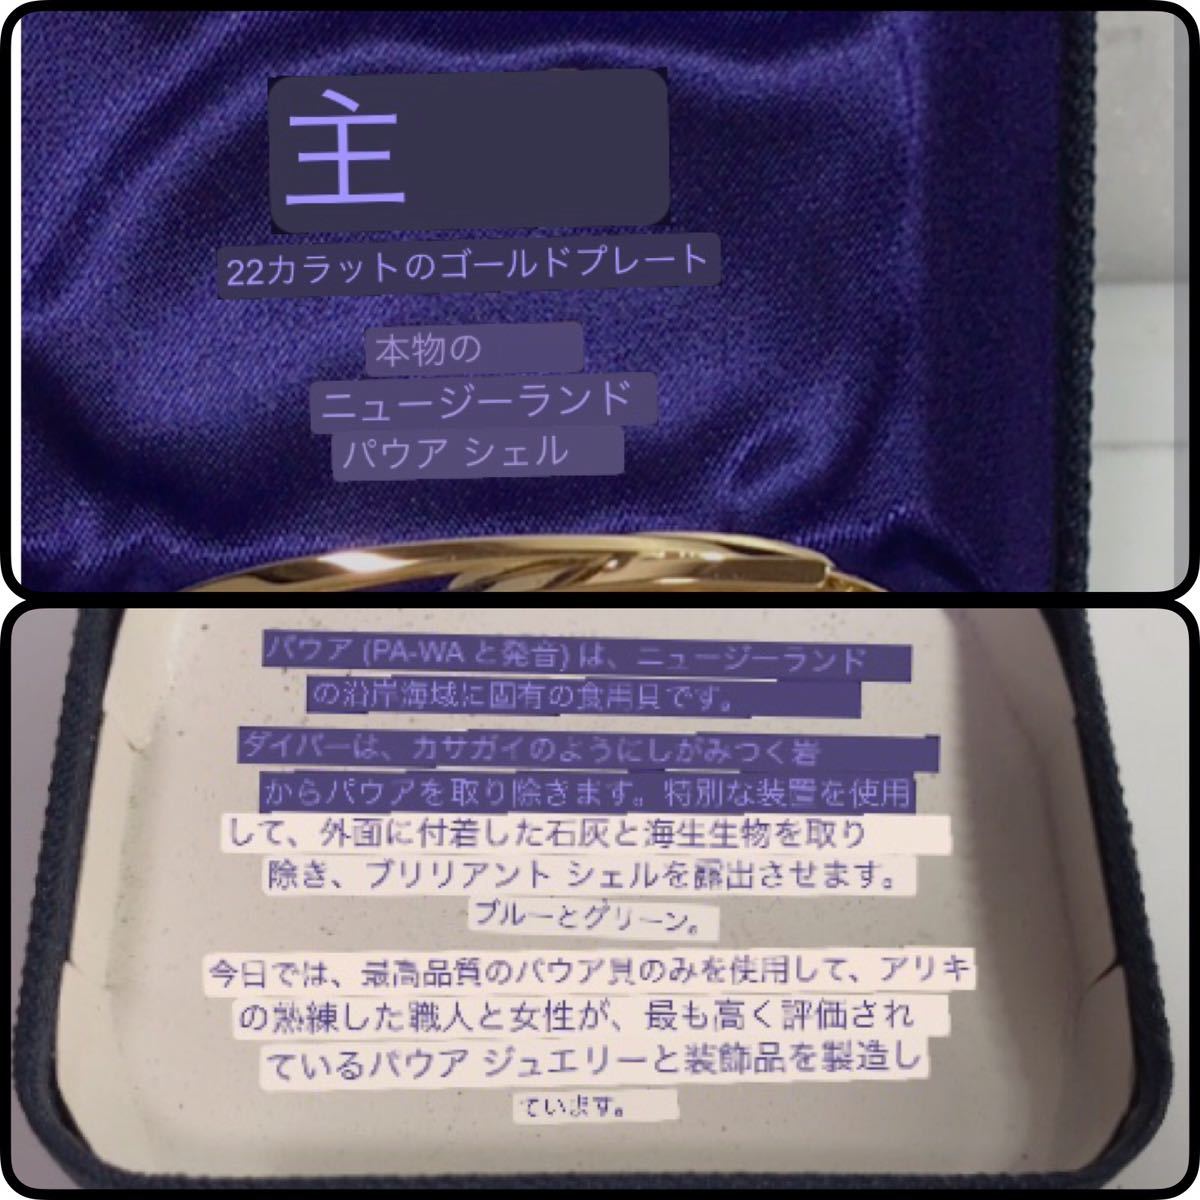 主
22カラットのゴールドプレート
本物の
ニュージーランド
パウア シェル
パウア (PA-WA と発音) は、ニュージーランド
の沿岸海域に固有の食用貝です。
ダイバーは、カサガイのようにしがみつく岩
からパウアを取り除きます。特別な装置を使用
して、外面に付着した石灰と海生生物を取り
除き、ブリリアント シェルを露出させます。
ブルーとグリーン。
今日では、最高品質のパウア貝のみを使用して、アリキ
の熟練した職人と女性が、最も高く評価され
ているパウア ジュエリーと装飾品を製造し
ています。